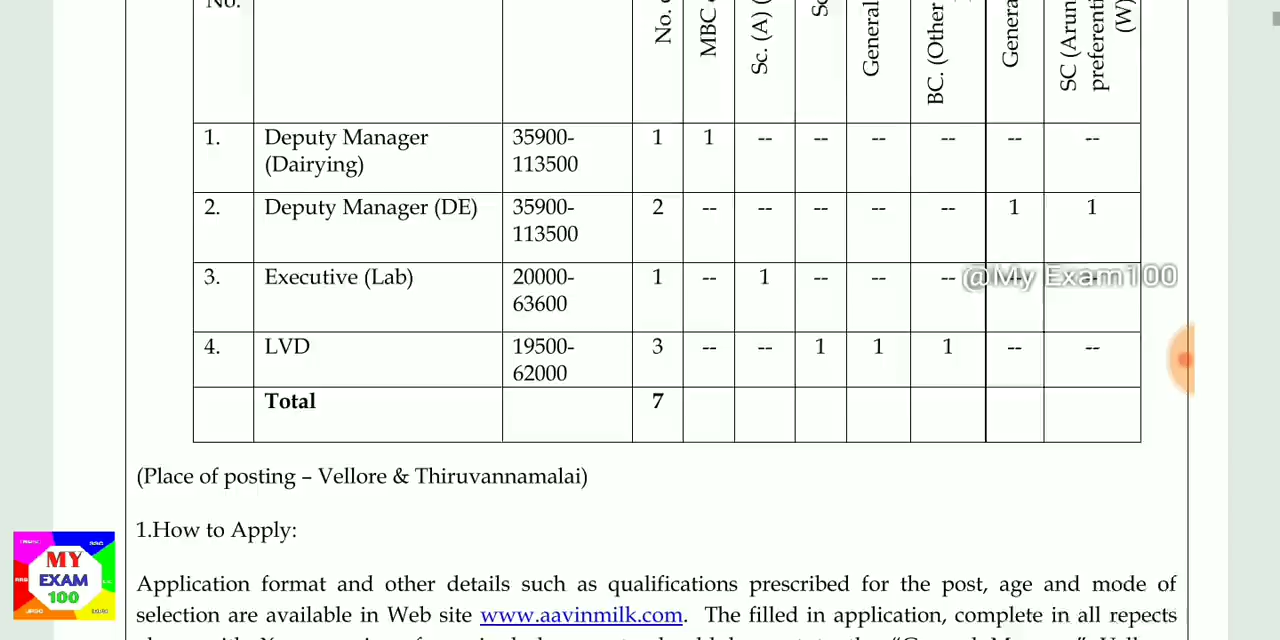 No.
No.
MBC
Sc. (A) (
Sc
General
BC. (Other
Genera
SC (Arun
preferenti
(W)
1. Deputy Manager (Dairying) 35900-113500 1 1 -- -- -- -- -- --
2. Deputy Manager (DE) 35900-113500 2 -- -- -- -- -- 1 1
3. Executive (Lab) 20000-63600 1 -- 1 -- -- -- -- --
4. LVD 19500-62000 3 -- -- 1 1 1 -- --
Total 7
@My Exam100
(Place of posting – Vellore & Thiruvannamalai)
1.How to Apply:
Application format and other details such as qualifications prescribed for the post, age and mode of
selection are available in Web site www.aavinmilk.com. The filled in application, complete in all repects
MY
EXAM
100